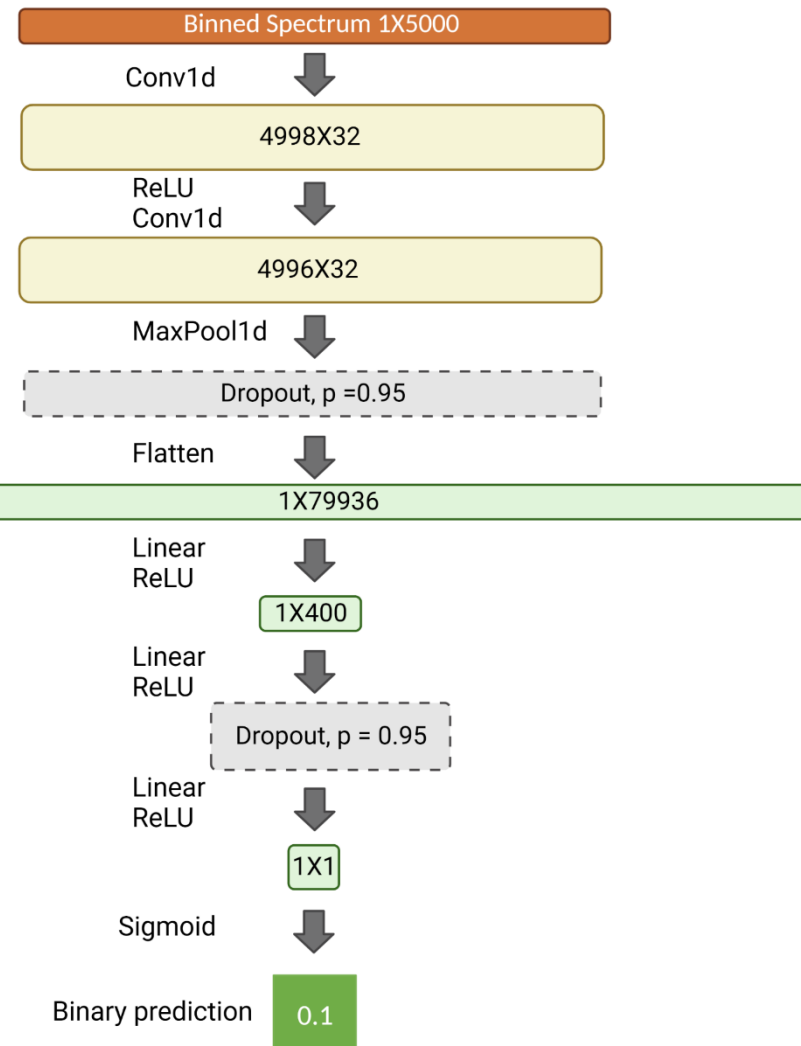 Binned Spectrum 1X5000
Conv1d
4998X32
ReLU
Conv1d
4996X32
MaxPool1d
Dropout, p =0.95
Flatten
1X79936
Linear
ReLU
1X400
Linear
ReLU
Dropout, p = 0.95
Linear
ReLU
1X1
Sigmoid
Binary prediction
0.1